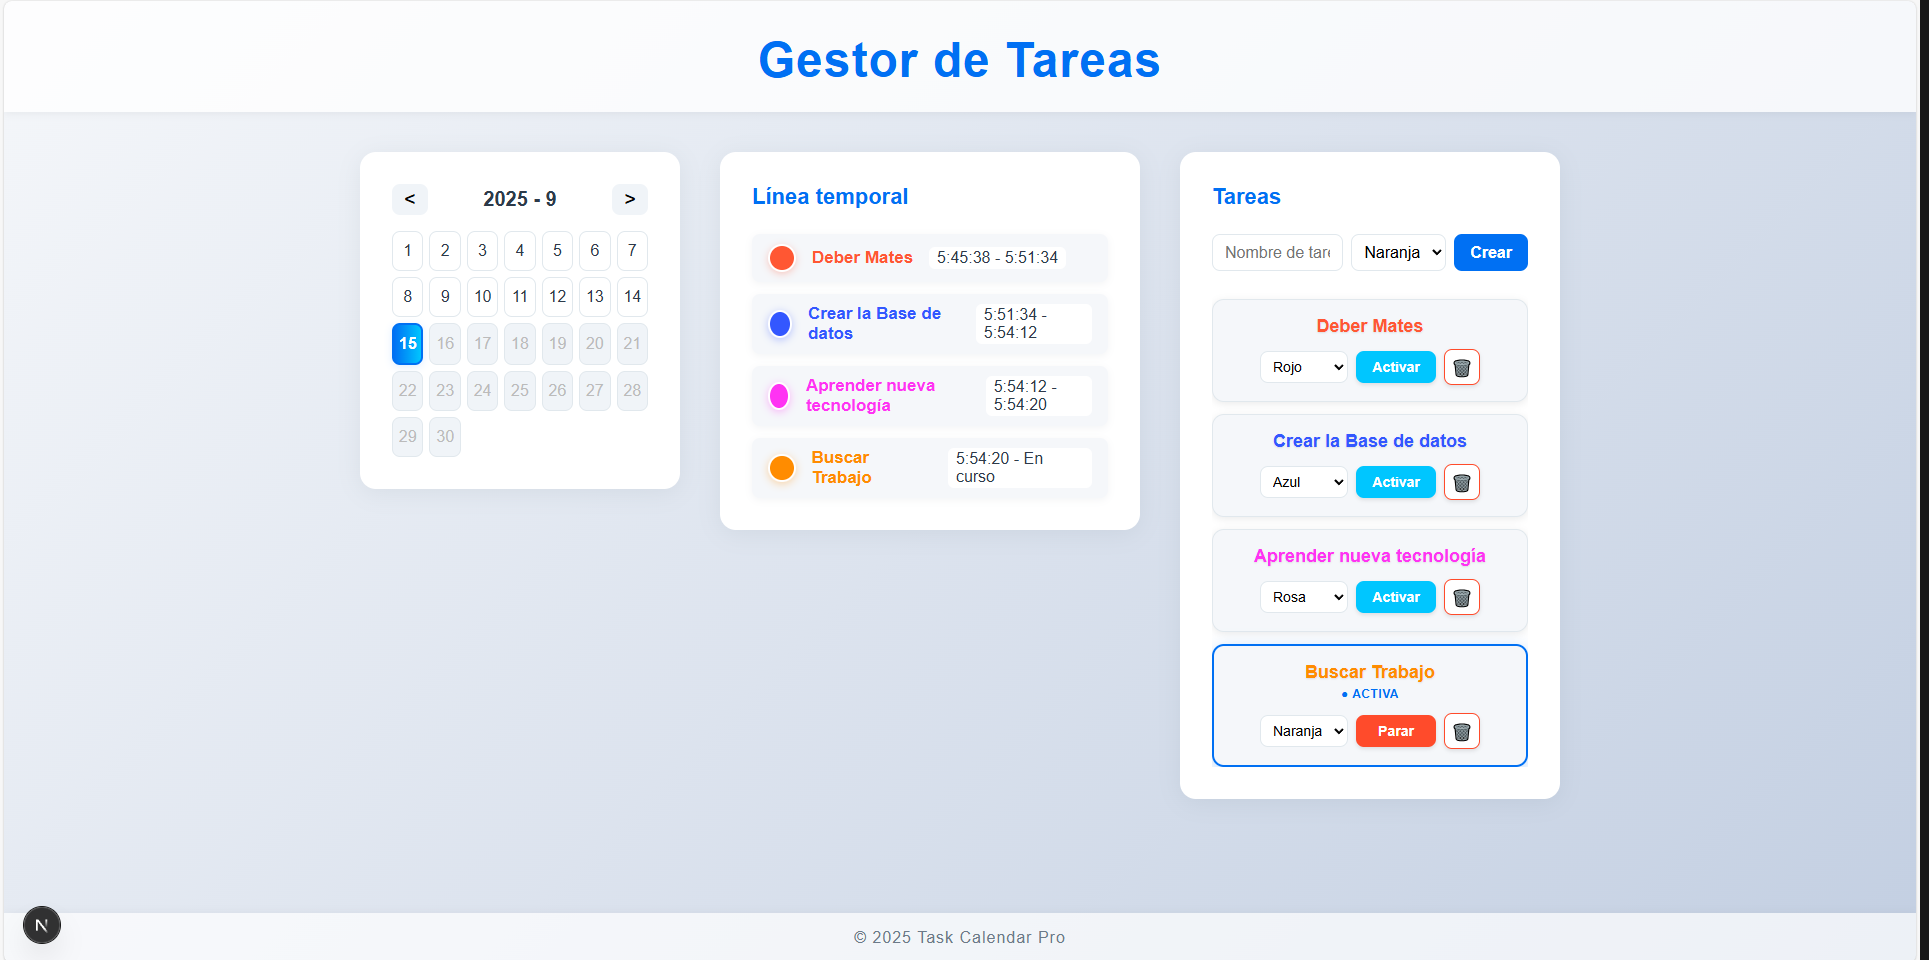 Gestor de Tareas
< 2025 - 9 >
1 2 3 4 5 6 7
8 9 10 11 12 13 14
15 16 17 18 19 20 21
22 23 24 25 26 27 28
29 30
Línea temporal
Deber Mates 5:45:38 - 5:51:34
Crear la Base de
datos
5:51:34 -
5:54:12
Aprender nueva
tecnología
5:54:12 -
5:54:20
Buscar
Trabajo
5:54:20 - En
curso
Tareas
Nombre de tar Naranja Crear
Deber Mates
Rojo Activar
Crear la Base de datos
Azul Activar
Aprender nueva tecnología
Rosa Activar
Buscar Trabajo
● ACTIVA
Naranja Parar
N
© 2025 Task Calendar Pro